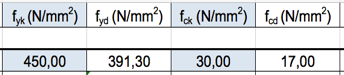 fyk (N/mm²) fyd (N/mm²) fck (N/mm²) fcd (N/mm²)
450,00 391,30 30,00 17,00